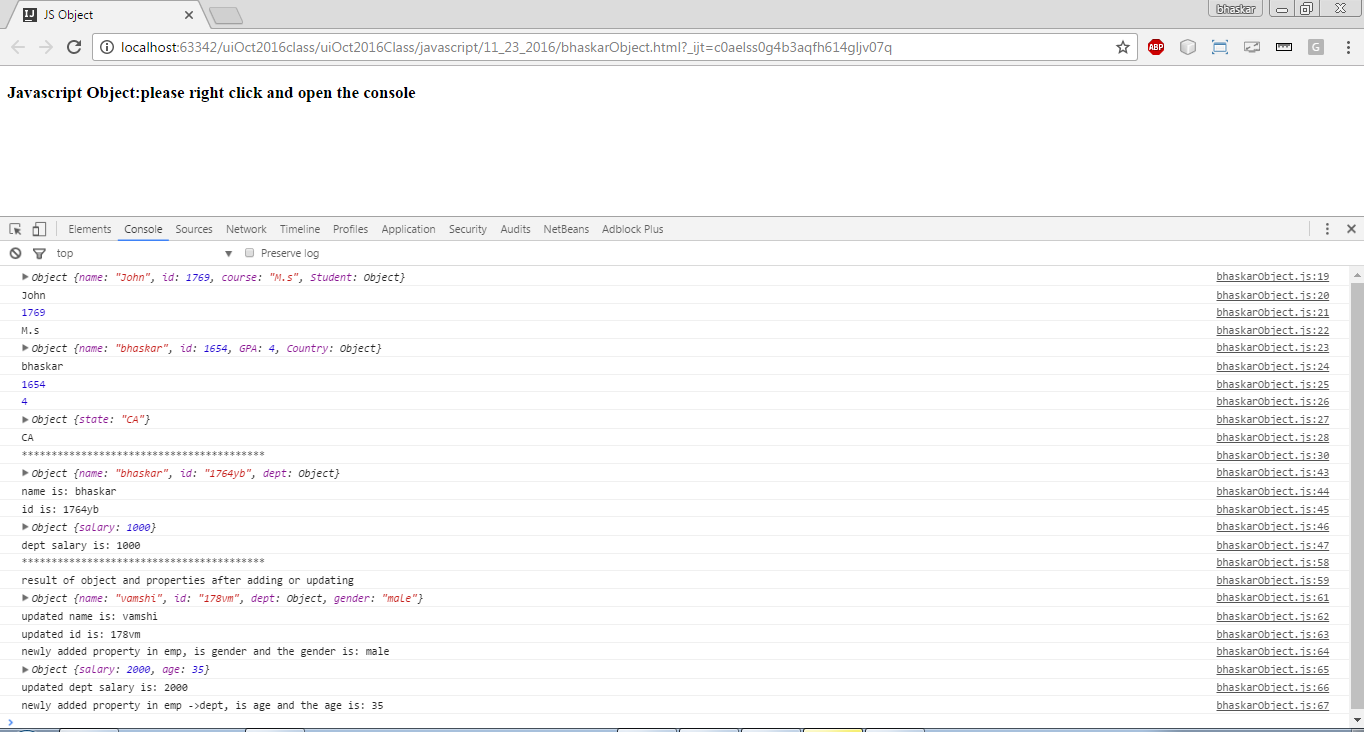 JS Object
bhaskar
localhost:63342/uiOct2016class/uiOct2016Class/javascript/11_23_2016/bhaskarObject.html?_ijt=c0aelss0g4b3aqfh614gljv07q
ABP
G
Javascript Object:please right click and open the console
Elements Console Sources Network Timeline Profiles Application Security Audits NetBeans Adblock Plus
top Preserve log
Object {name: "John", id: 1769, course: "M.s", Student: Object} bhaskarObject.js:19
John bhaskarObject.js:20
1769 bhaskarObject.js:21
M.s bhaskarObject.js:22
Object {name: "bhaskar", id: 1654, GPA: 4, Country: Object} bhaskarObject.js:23
bhaskar bhaskarObject.js:24
1654 bhaskarObject.js:25
4 bhaskarObject.js:26
Object {state: "CA"} bhaskarObject.js:27
CA bhaskarObject.js:28
***************************************** bhaskarObject.js:30
Object {name: "bhaskar", id: "1764yb", dept: Object} bhaskarObject.js:43
name is: bhaskar bhaskarObject.js:44
id is: 1764yb bhaskarObject.js:45
Object {salary: 1000} bhaskarObject.js:46
dept salary is: 1000 bhaskarObject.js:47
***************************************** bhaskarObject.js:58
result of object and properties after adding or updating bhaskarObject.js:59
Object {name: "vamshi", id: "178vm", dept: Object, gender: "male"} bhaskarObject.js:61
updated name is: vamshi bhaskarObject.js:62
updated id is: 178vm bhaskarObject.js:63
newly added property in emp, is gender and the gender is: male bhaskarObject.js:64
Object {salary: 2000, age: 35} bhaskarObject.js:65
updated dept salary is: 2000 bhaskarObject.js:66
newly added property in emp ->dept, is age and the age is: 35 bhaskarObject.js:67